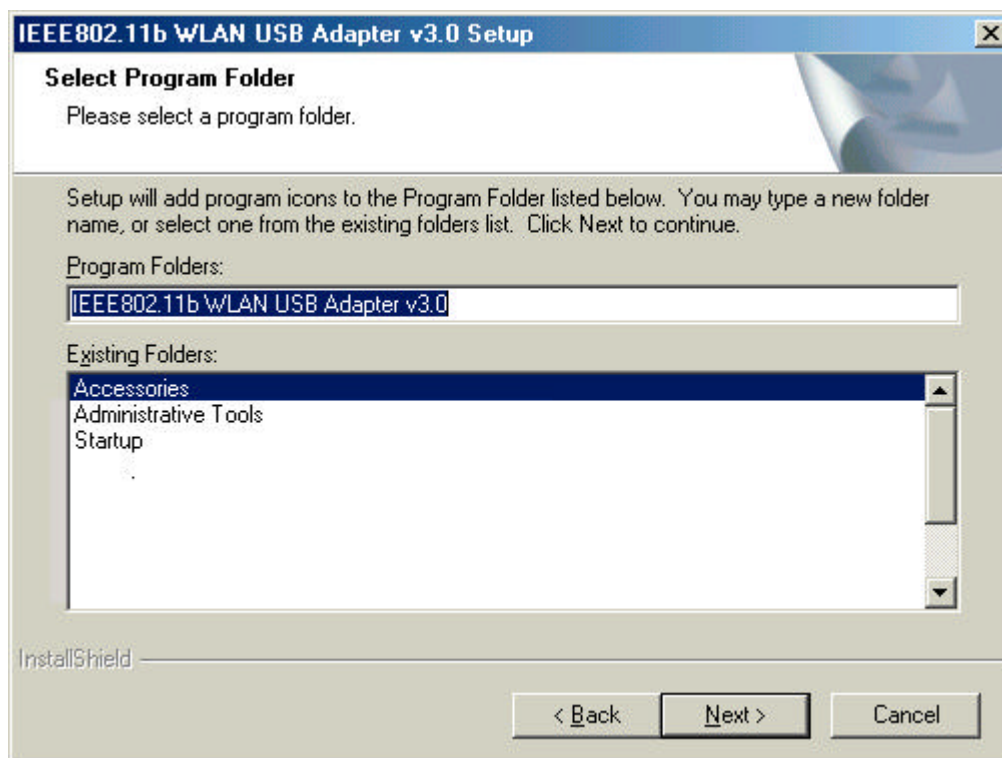 IEEE802.11b WLAN USB Adapter v3.0 Setup
Select Program Folder
Please select a program folder.
Setup will add program icons to the Program Folder listed below. You may type a new folder
name, or select one from the existing folders list. Click Next to continue.
Program Folders:
IEEE802.11b WLAN USB Adapter v3.0
Existing Folders:
Accessories
Administrative Tools
Startup
InstallShield
< Back Next > Cancel